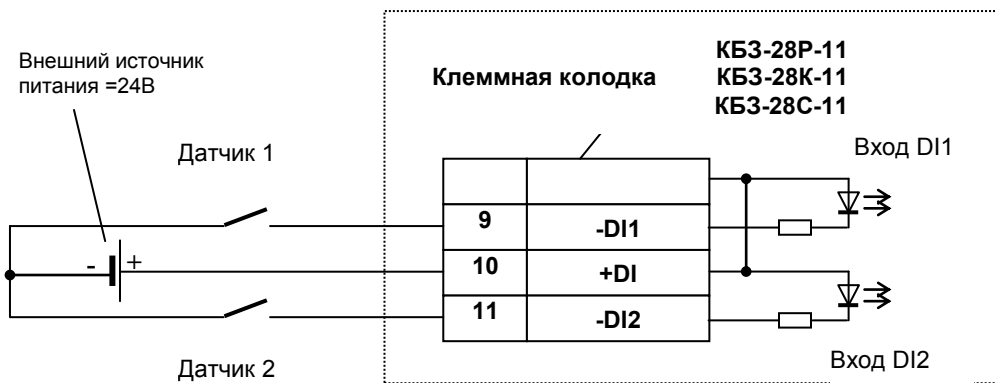 КБЗ-28Р-11
КБЗ-28К-11
КБЗ-28С-11
Внешний источник
питания =24В
Клеммная колодка
Датчик 1
Вход DI1
9 -DI1
- + 10 +DI
11 -DI2
Датчик 2
Вход DI2